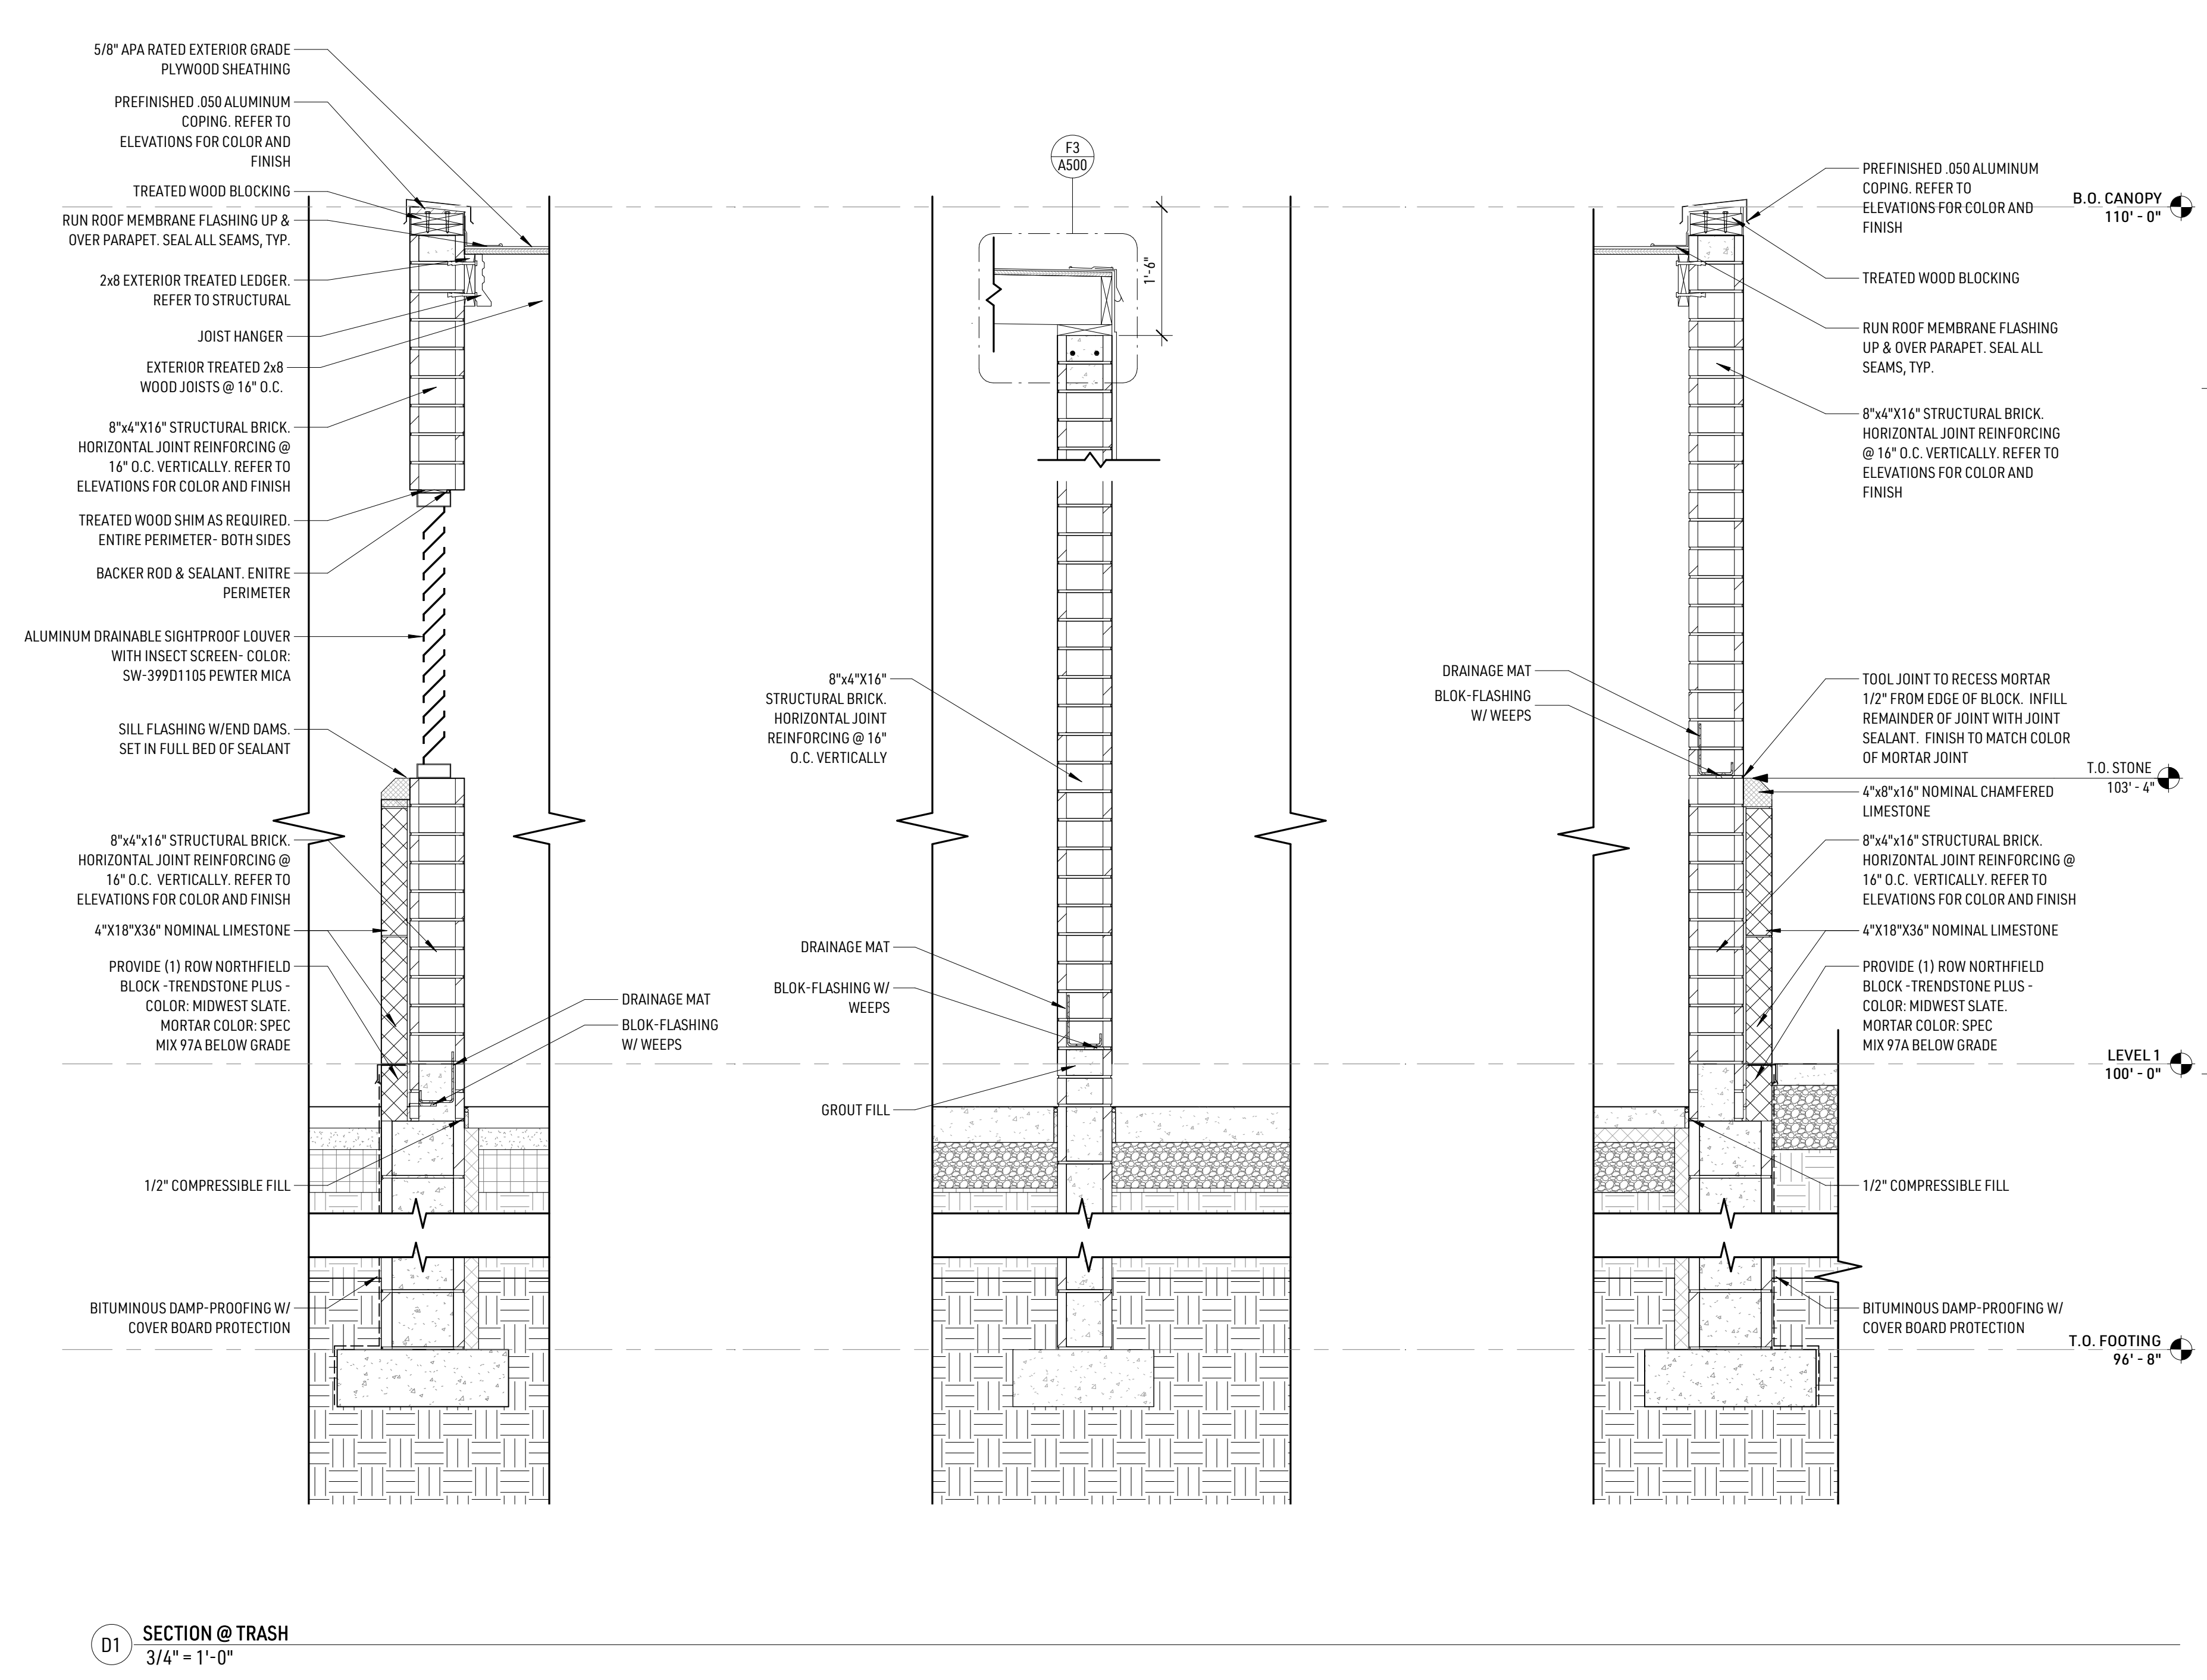 5/8" APA RATED EXTERIOR GRADE
PLYWOOD SHEATHING
PREFINISHED .050 ALUMINUM
COPING. REFER TO
ELEVATIONS FOR COLOR AND
FINISH
TREATED WOOD BLOCKING
RUN ROOF MEMBRANE FLASHING UP &
OVER PARAPET. SEAL ALL SEAMS, TYP.
2x8 EXTERIOR TREATED LEDGER.
REFER TO STRUCTURAL
JOIST HANGER
EXTERIOR TREATED 2x8
WOOD JOISTS @ 16" O.C.
8"x4"X16" STRUCTURAL BRICK.
HORIZONTAL JOINT REINFORCING @
16" O.C. VERTICALLY. REFER TO
ELEVATIONS FOR COLOR AND FINISH
TREATED WOOD SHIM AS REQUIRED.
ENTIRE PERIMETER- BOTH SIDES
BACKER ROD & SEALANT. ENITRE
PERIMETER
ALUMINUM DRAINABLE SIGHTPROOF LOUVER
WITH INSECT SCREEN- COLOR:
SW-399D1105 PEWTER MICA
SILL FLASHING W/END DAMS.
SET IN FULL BED OF SEALANT
8"x4"x16" STRUCTURAL BRICK.
HORIZONTAL JOINT REINFORCING @
16" O.C. VERTICALLY. REFER TO
ELEVATIONS FOR COLOR AND FINISH
4"X18"X36" NOMINAL LIMESTONE
PROVIDE (1) ROW NORTHFIELD
BLOCK -TRENDSTONE PLUS -
COLOR: MIDWEST SLATE.
MORTAR COLOR: SPEC
MIX 97A BELOW GRADE
1/2" COMPRESSIBLE FILL
BITUMINOUS DAMP-PROOFING W/
COVER BOARD PROTECTION
DRAINAGE MAT
BLOK-FLASHING
W/ WEEPS
F3
A500
1'-6"
8"x4"X16"
STRUCTURAL BRICK.
HORIZONTAL JOINT
REINFORCING @ 16"
O.C. VERTICALLY
DRAINAGE MAT
BLOK-FLASHING W/
WEEPS
GROUT FILL
DRAINAGE MAT
BLOK-FLASHING
W/ WEEPS
PREFINISHED .050 ALUMINUM
COPING. REFER TO
ELEVATIONS FOR COLOR AND
FINISH
B.O. CANOPY
110' - 0"
TREATED WOOD BLOCKING
RUN ROOF MEMBRANE FLASHING
UP & OVER PARAPET. SEAL ALL
SEAMS, TYP.
8"x4"X16" STRUCTURAL BRICK.
HORIZONTAL JOINT REINFORCING
@ 16" O.C. VERTICALLY. REFER TO
ELEVATIONS FOR COLOR AND
FINISH
TOOL JOINT TO RECESS MORTAR
1/2" FROM EDGE OF BLOCK. INFILL
REMAINDER OF JOINT WITH JOINT
SEALANT. FINISH TO MATCH COLOR
OF MORTAR JOINT
T.O. STONE
103' - 4"
4"x8"x16" NOMINAL CHAMFERED
LIMESTONE
8"x4"x16" STRUCTURAL BRICK.
HORIZONTAL JOINT REINFORCING @
16" O.C. VERTICALLY. REFER TO
ELEVATIONS FOR COLOR AND FINISH
4"X18"X36" NOMINAL LIMESTONE
PROVIDE (1) ROW NORTHFIELD
BLOCK -TRENDSTONE PLUS -
COLOR: MIDWEST SLATE.
MORTAR COLOR: SPEC
MIX 97A BELOW GRADE
LEVEL 1
100' - 0"
1/2" COMPRESSIBLE FILL
BITUMINOUS DAMP-PROOFING W/
COVER BOARD PROTECTION
T.O. FOOTING
96' - 8"
D1
SECTION @ TRASH
3/4" = 1'-0"